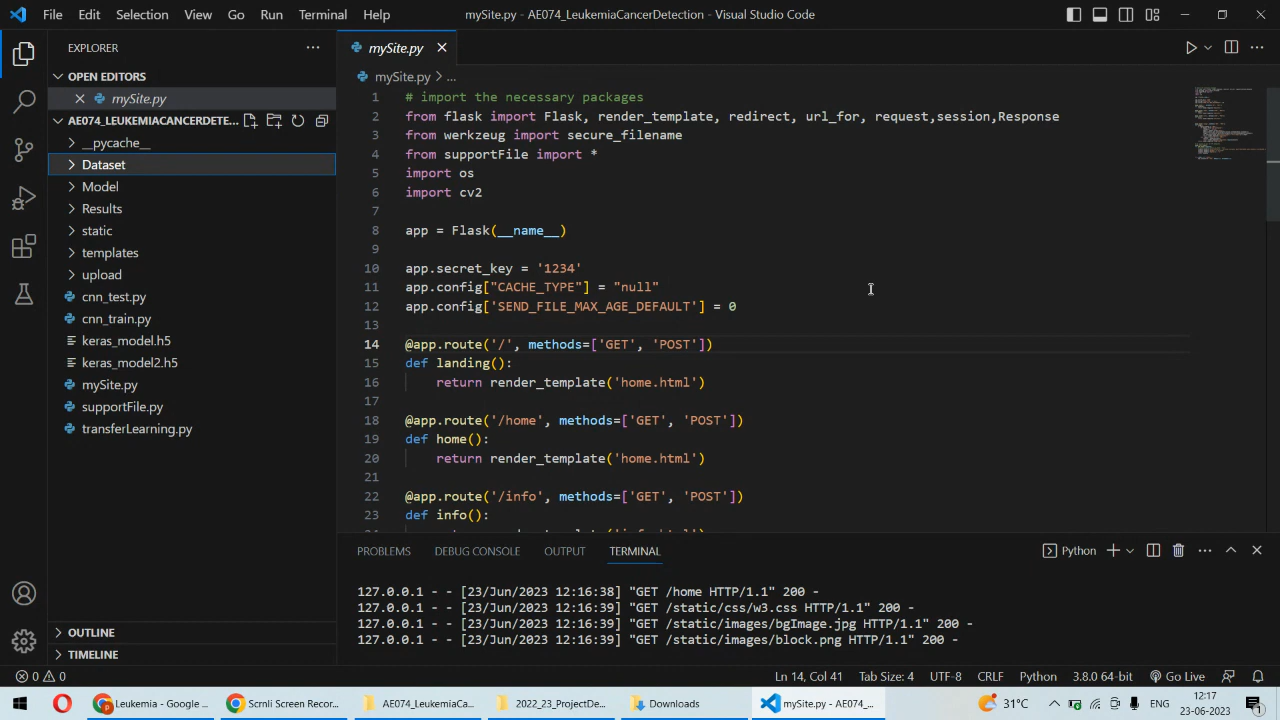 File Edit Selection View Go Run Terminal Help mySite.py - AE074_LeukemiaCancerDetection - Visual Studio Code
EXPLORER
OPEN EDITORS
mySite.py
AE074_LEUKEMIACANCERDETE...
__pycache__
Dataset
Model
Results
static
templates
upload
cnn_test.py
cnn_train.py
keras_model.h5
keras_model2.h5
mySite.py
supportFile.py
transferLearning.py
OUTLINE
TIMELINE
mySite.py
mySite.py > ...
1 # import the necessary packages
2 from flask import Flask, render_template, redirect, url_for, request,session,Response
3 from werkzeug import secure_filename
4 from supportFile import *
5 import os
6 import cv2
7
8 app = Flask(__name__)
9
10 app.secret_key = '1234'
11 app.config["CACHE_TYPE"] = "null"
12 app.config['SEND_FILE_MAX_AGE_DEFAULT'] = 0
13
14 @app.route('/', methods=['GET', 'POST'])
15 def landing():
16 return render_template('home.html')
17
18 @app.route('/home', methods=['GET', 'POST'])
19 def home():
20 return render_template('home.html')
21
22 @app.route('/info', methods=['GET', 'POST'])
23 def info():
PROBLEMS DEBUG CONSOLE OUTPUT TERMINAL Python
127.0.0.1 - - [23/Jun/2023 12:16:38] "GET /home HTTP/1.1" 200 -
127.0.0.1 - - [23/Jun/2023 12:16:39] "GET /static/css/w3.css HTTP/1.1" 200 -
127.0.0.1 - - [23/Jun/2023 12:16:39] "GET /static/images/bgImage.jpg HTTP/1.1" 200 -
127.0.0.1 - - [23/Jun/2023 12:16:39] "GET /static/images/block.png HTTP/1.1" 200 -
0 0 Ln 14, Col 41 Tab Size: 4 UTF-8 CRLF Python 3.8.0 64-bit Go Live
Leukemia - Google ... Scrnli Screen Recor... AE074_LeukemiaCa... 2022_23ProjectDe... Downloads mySite.py - AE074_... 31°C 12:17
23-06-2023 1